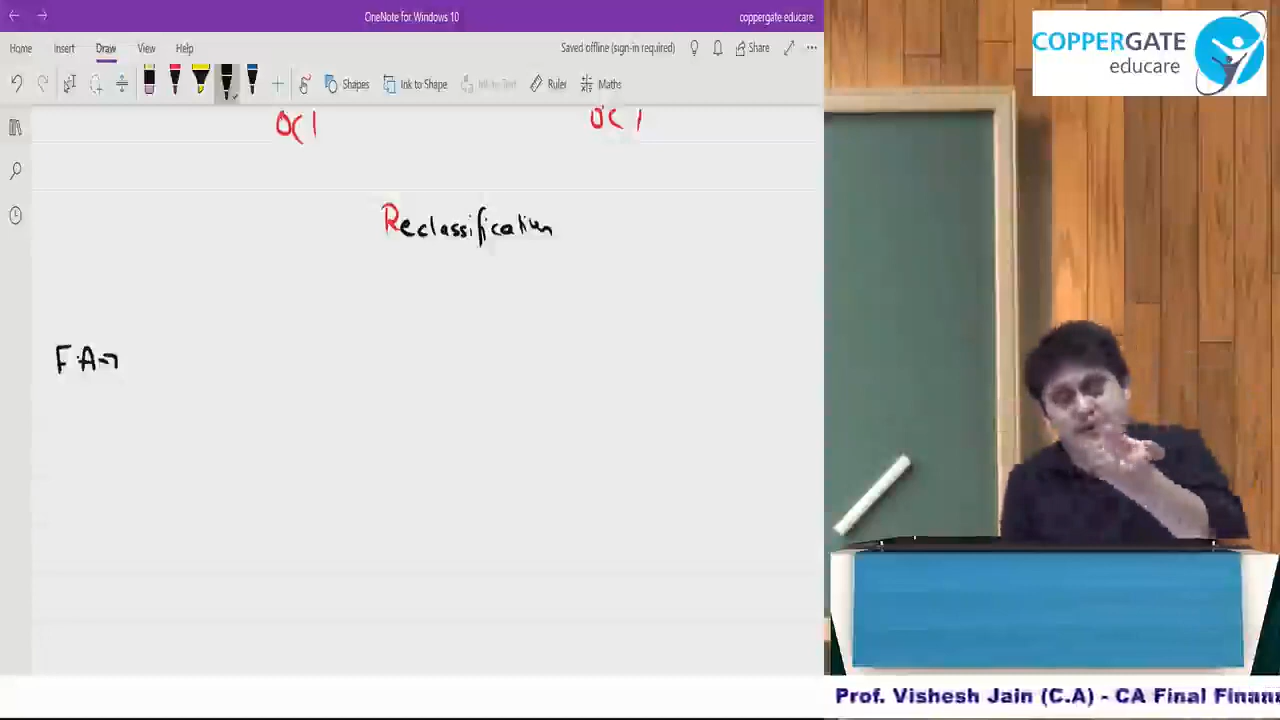 OneNote for Windows 10
coppergate educare
Home Insert Draw View Help
Saved offline (sign-in required)
Share
Shapes Ink to Shape Ink to Text Ruler Maths
OCI OCI
Reclassification
F.A→
COPPERGATE
educare
Prof. Vishesh Jain (C.A) - CA Final Finan